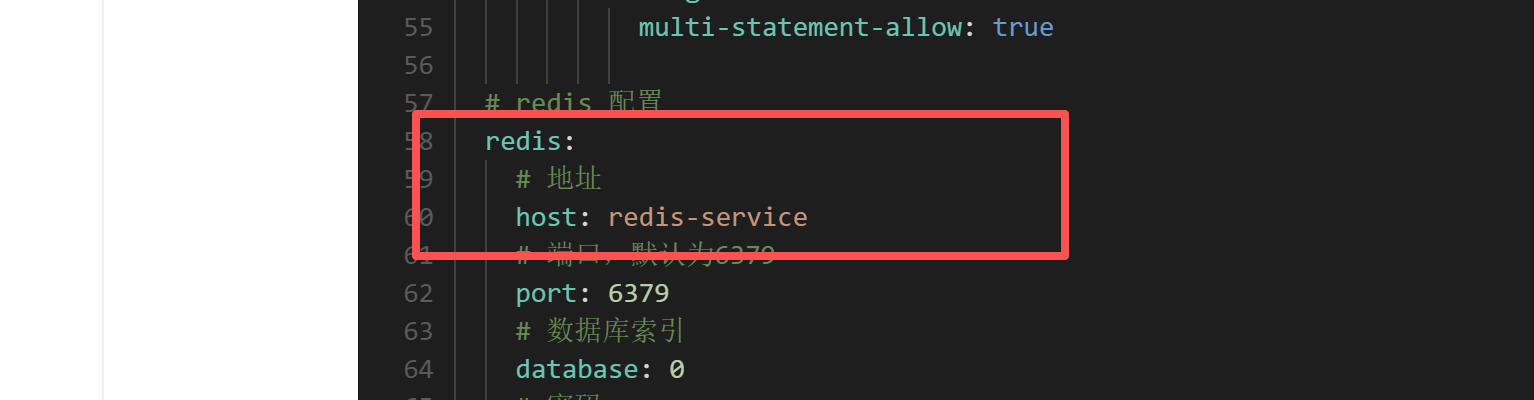 55 multi-statement-allow: true
56
57 # redis 配置
58 redis:
59 # 地址
60 host: redis-service
61 # 端口，默认为6379
62 port: 6379
63 # 数据库索引
64 database: 0